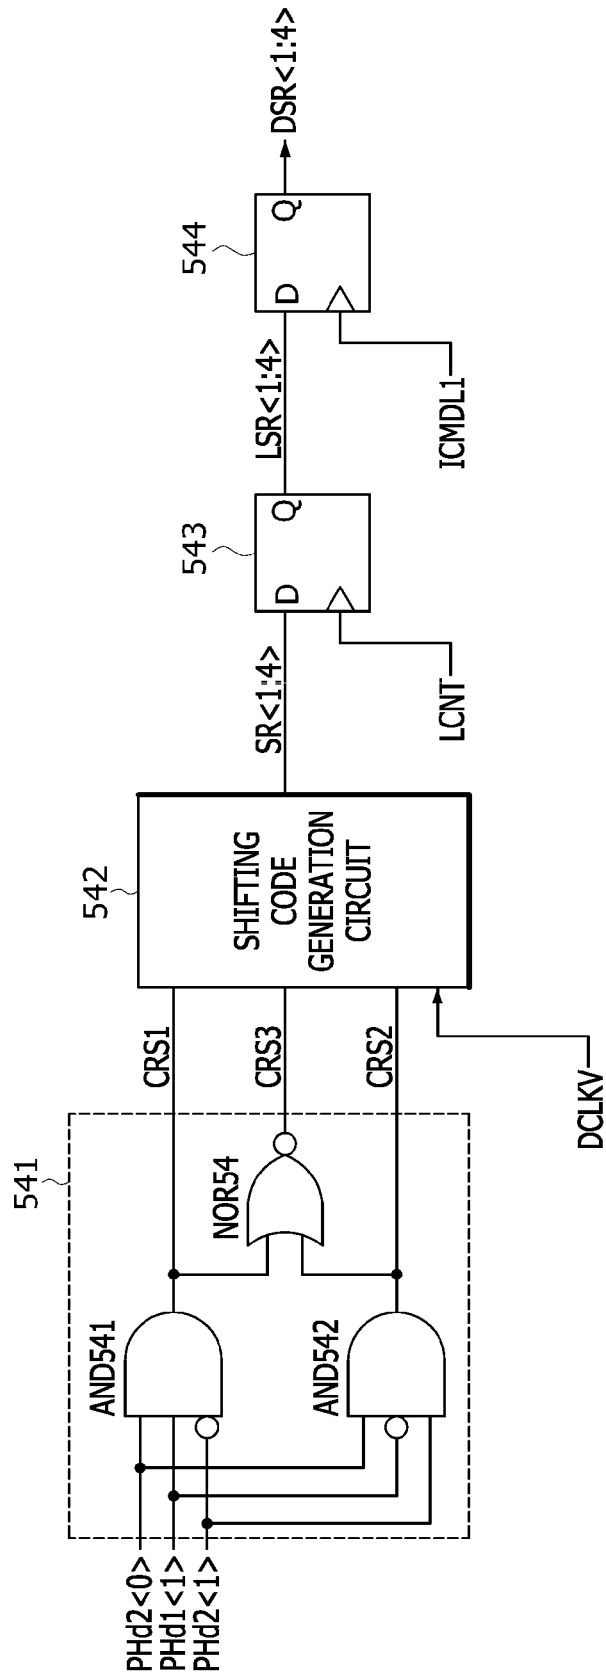 541
PHd2<0>
PHd1<1>
PHd2<1>
AND541
AND542
NOR54
CRS1
CRS3
CRS2
542
SHIFTING
CODE
GENERATION
CIRCUIT
DCLKV
SR<1:4>
543
D
Q
LCNT
LSR<1:4>
544
D
Q
ICMDL1
DSR<1:4>